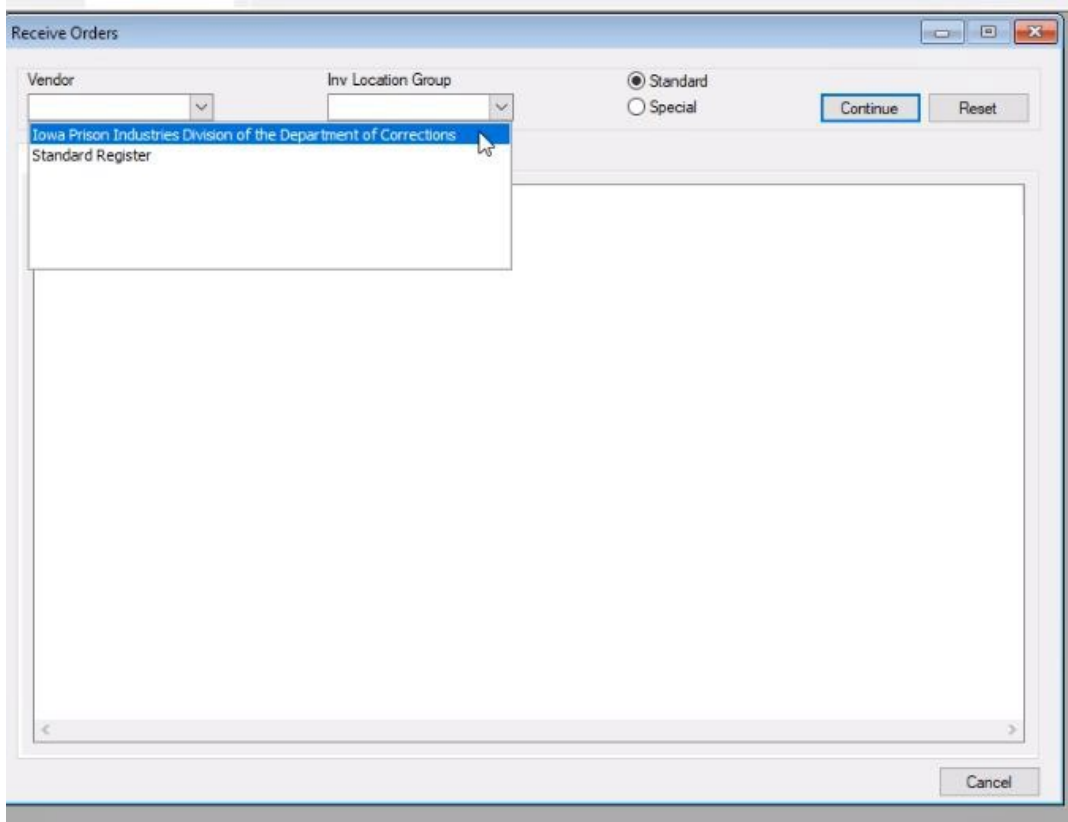 Receive Orders
Vendor Inv Location Group Standard
Special Continue Reset
Iowa Prison Industries Division of the Department of Corrections
Standard Register
Cancel